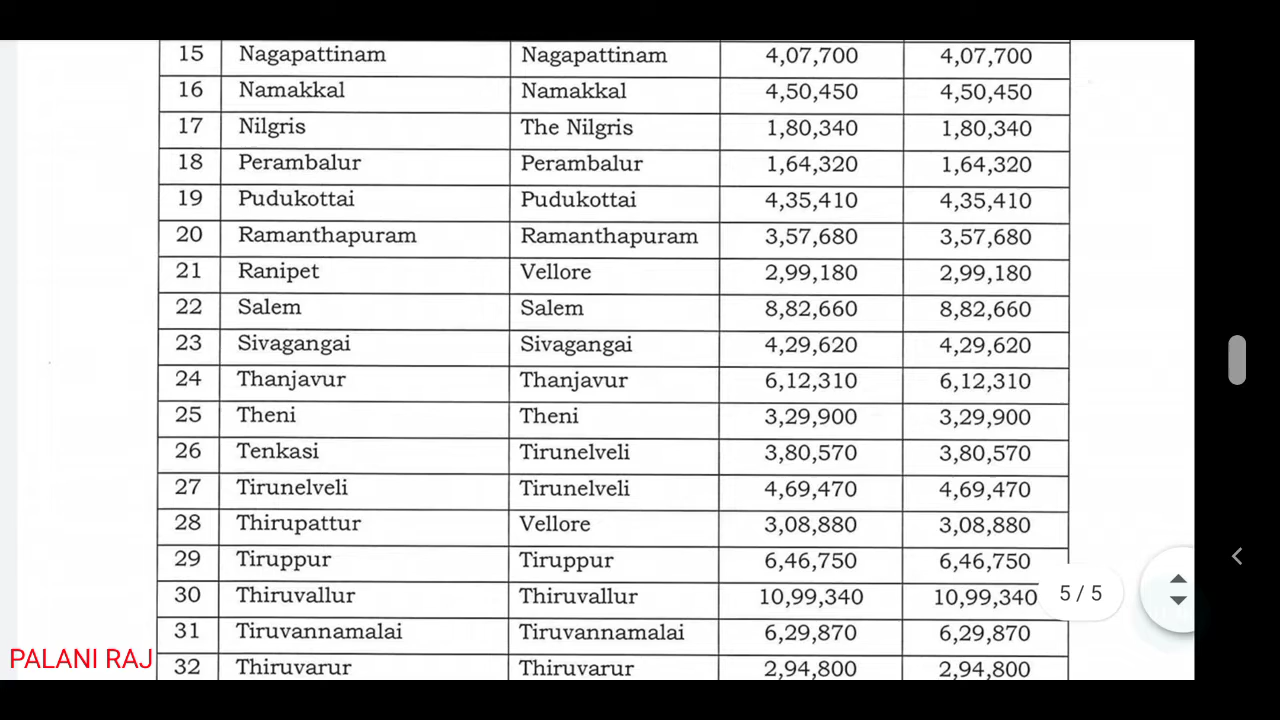 15 Nagapattinam Nagapattinam 4,07,700 4,07,700
16 Namakkal Namakkal 4,50,450 4,50,450
17 Nilgris The Nilgris 1,80,340 1,80,340
18 Perambalur Perambalur 1,64,320 1,64,320
19 Pudukottai Pudukottai 4,35,410 4,35,410
20 Ramanthapuram Ramanthapuram 3,57,680 3,57,680
21 Ranipet Vellore 2,99,180 2,99,180
22 Salem Salem 8,82,660 8,82,660
23 Sivagangai Sivagangai 4,29,620 4,29,620
24 Thanjavur Thanjavur 6,12,310 6,12,310
25 Theni Theni 3,29,900 3,29,900
26 Tenkasi Tirunelveli 3,80,570 3,80,570
27 Tirunelveli Tirunelveli 4,69,470 4,69,470
28 Thirupattur Vellore 3,08,880 3,08,880
29 Tiruppur Tiruppur 6,46,750 6,46,750
30 Thiruvallur Thiruvallur 10,99,340 10,99,340
5 / 5
31 Tiruvannamalai Tiruvannamalai 6,29,870 6,29,870
32 Thiruvarur Thiruvarur 2,94,800 2,94,800
PALANI RAJ